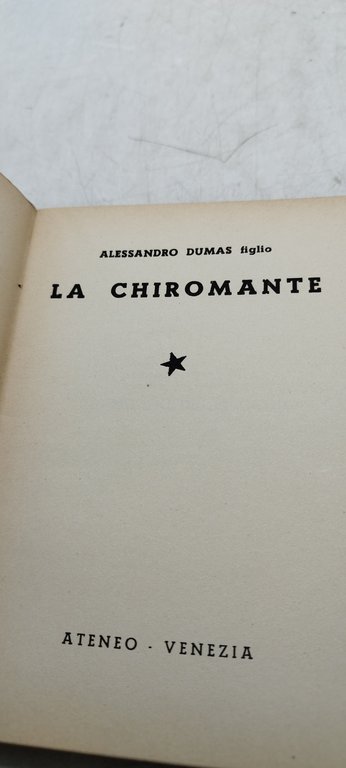 ALESSANDRO DUMAS figlio
LA CHIROMANTE
ATENEO - VENEZIA